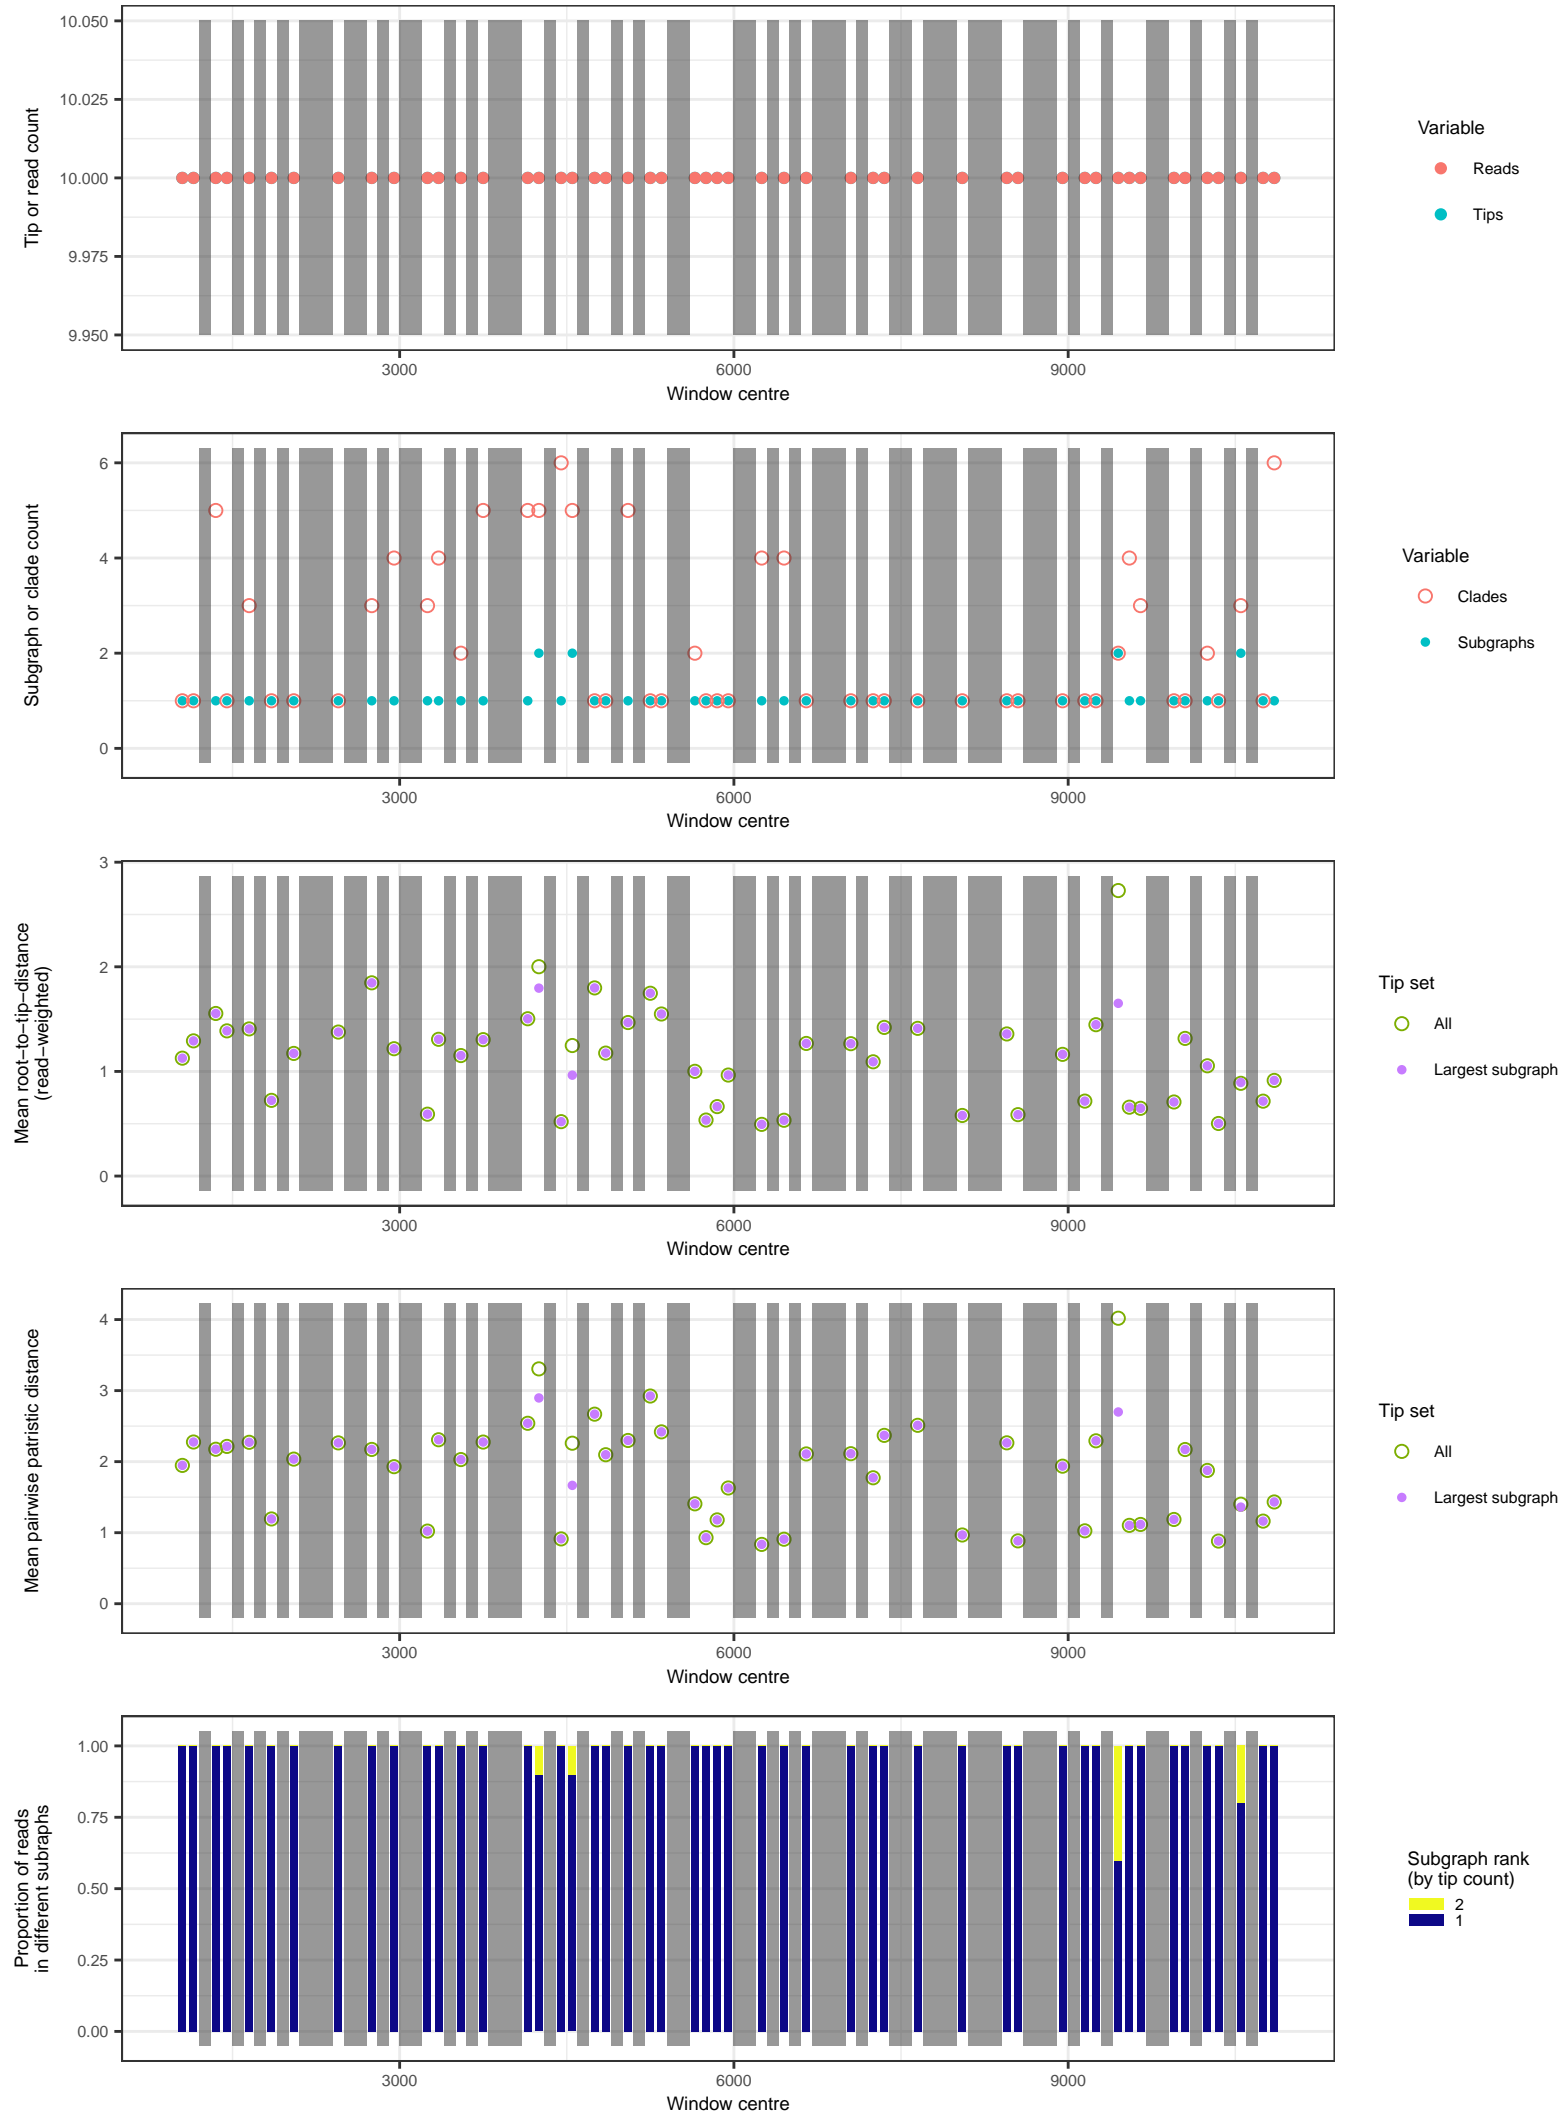 10.050
10.025
10.000
9.975
9.950
Tip or read count
3000
6000
9000
Window centre
Variable
Reads
Tips
6
4
2
0
Subgraph or clade count
3000
6000
9000
Window centre
Variable
Clades
Subgraphs
3
2
1
0
Mean root−to−tip−distance
(read−weighted)
3000
6000
9000
Window centre
Tip set
All
Largest subgraph
4
3
2
1
0
Mean pairwise patristic distance
3000
6000
9000
Window centre
Tip set
All
Largest subgraph
1.00
0.75
0.50
0.25
0.00
Proportion of reads
in different subraphs
3000
6000
9000
Window centre
Subgraph rank
(by tip count)
2
1